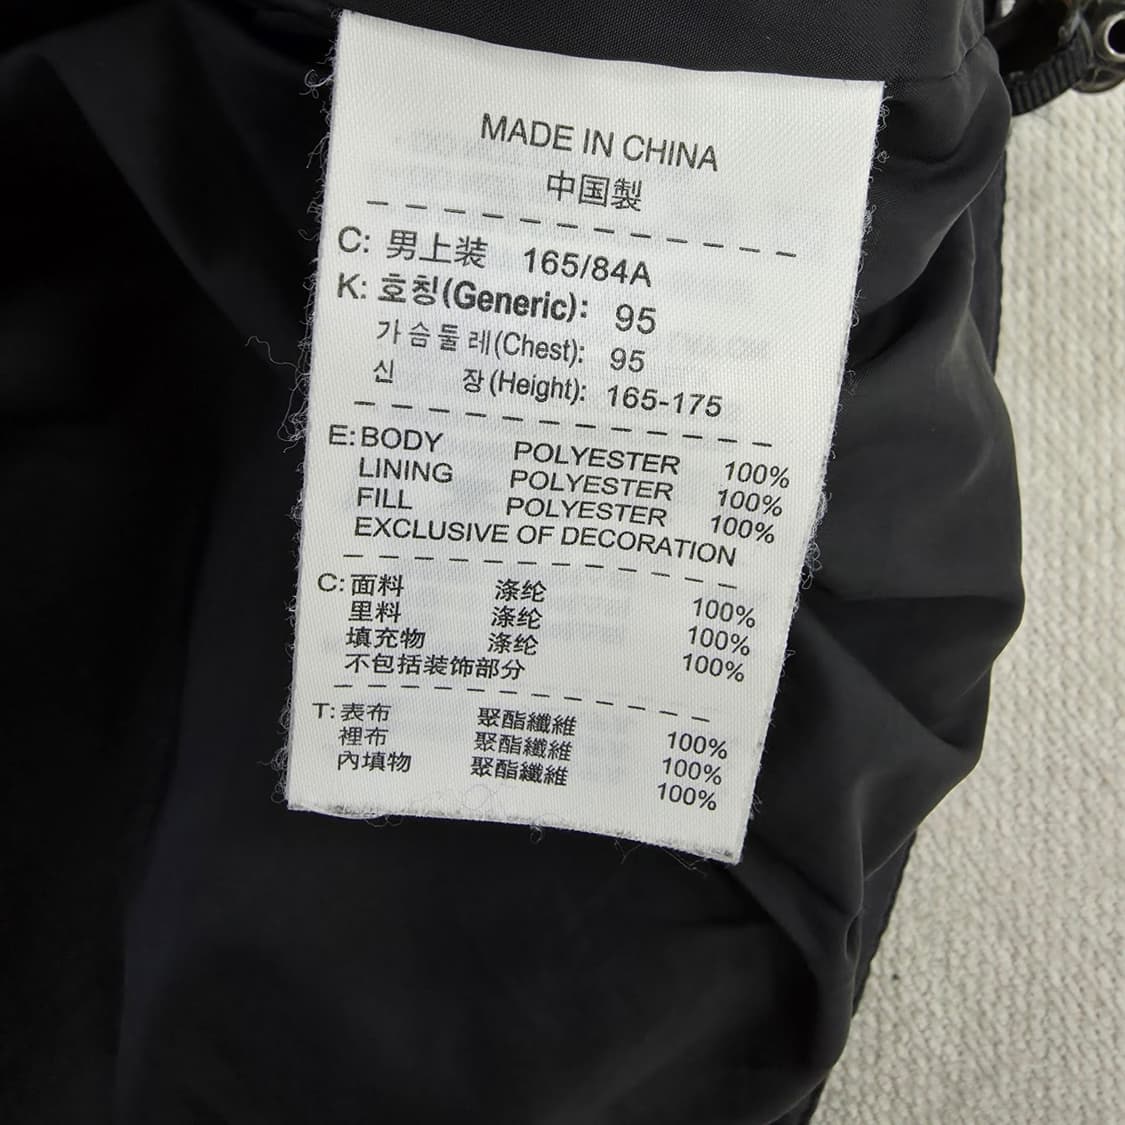 MADE IN CHINA
中国製
C: 男上装 165/84A
K: 호칭(Generic): 95
가슴둘레(Chest): 95
신 장(Height): 165-175
E: BODY POLYESTER 100%
LINING POLYESTER 100%
FILL POLYESTER 100%
EXCLUSIVE OF DECORATION
C: 面料 涤纶 100%
里料 涤纶 100%
填充物 涤纶 100%
不包括装饰部分
T: 表布 聚酯纖維 100%
裡布 聚酯纖維 100%
內填物 聚酯纖維 100%